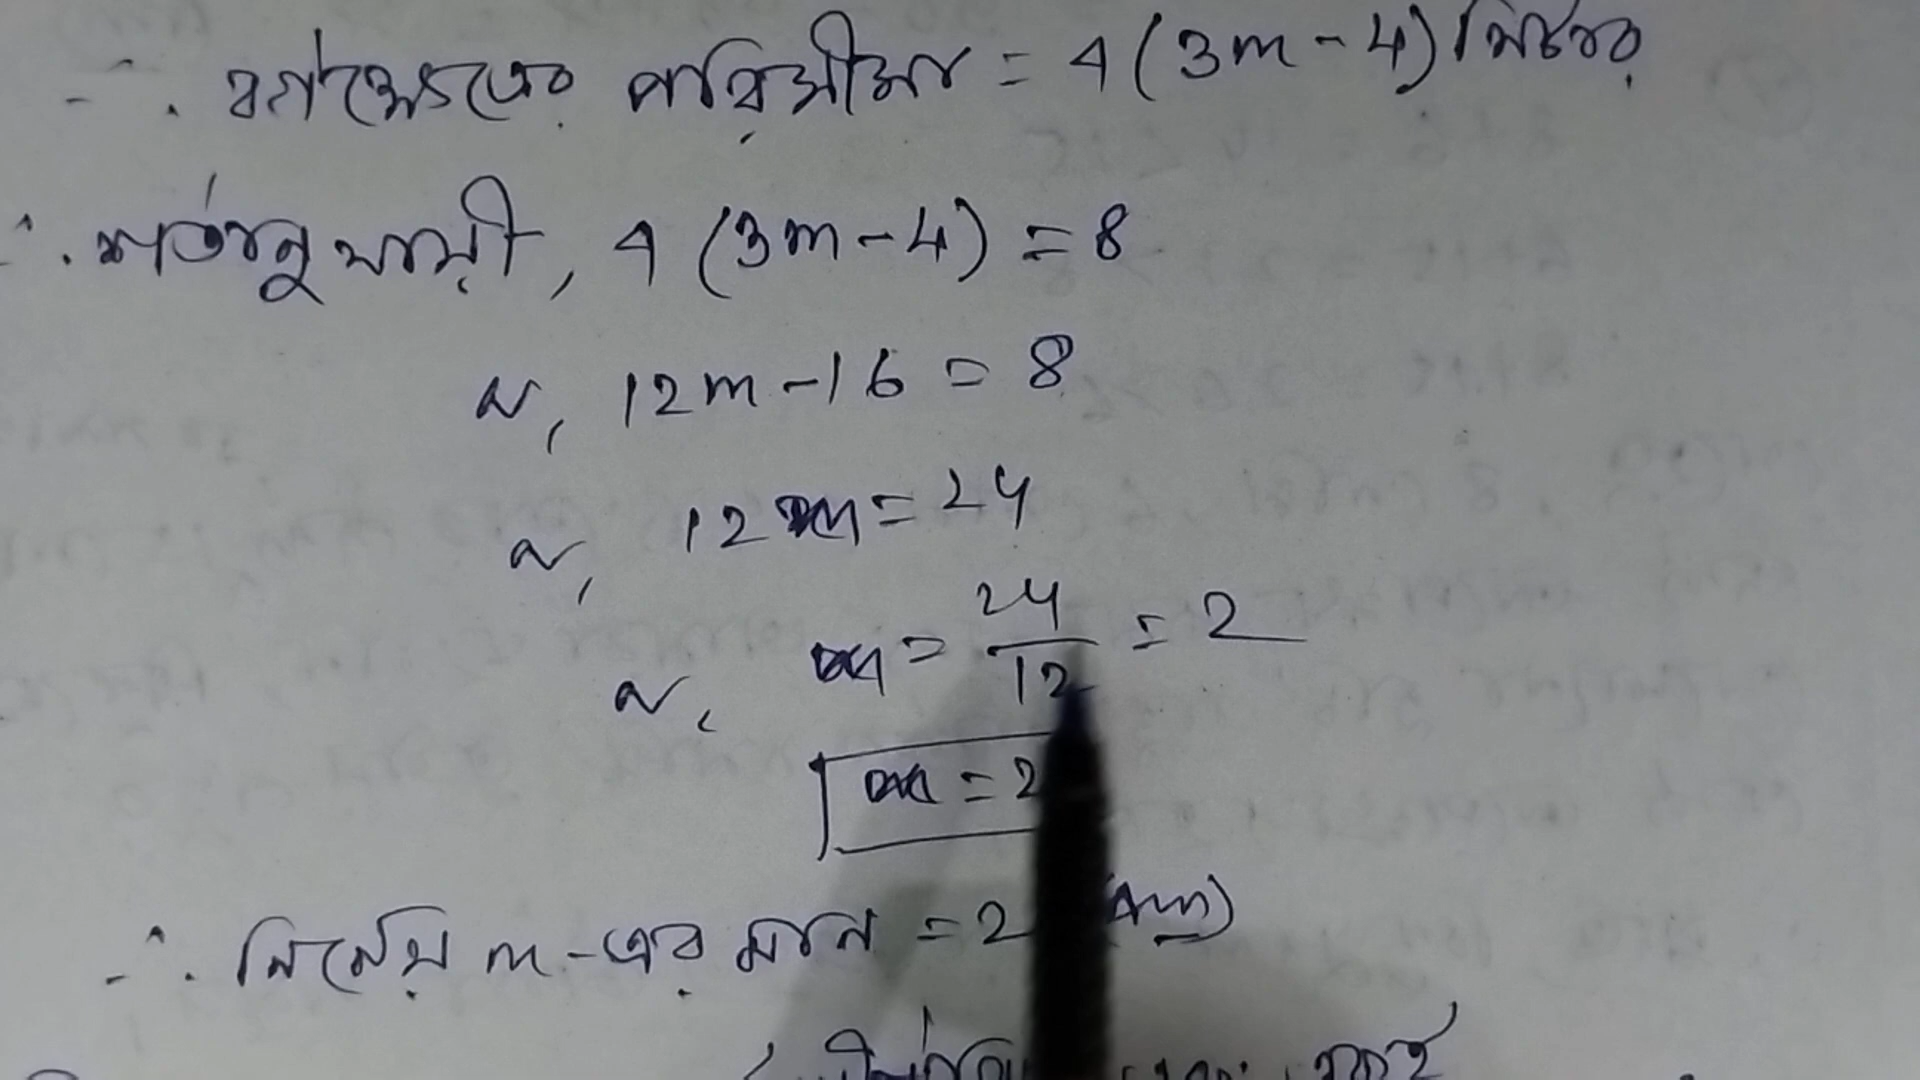 ∴ বর্গক্ষেত্রের পরিসীমা = 4 (3m - 4) মিটার
∴ শর্তানুযায়ী, 4 (3m - 4) = 8
বা, 12m - 16 = 8
বা, 12m = 24
বা, m = 24/12 = 2
m = 2
∴ নির্ণেয় m-এর মান = 2 (Ans)